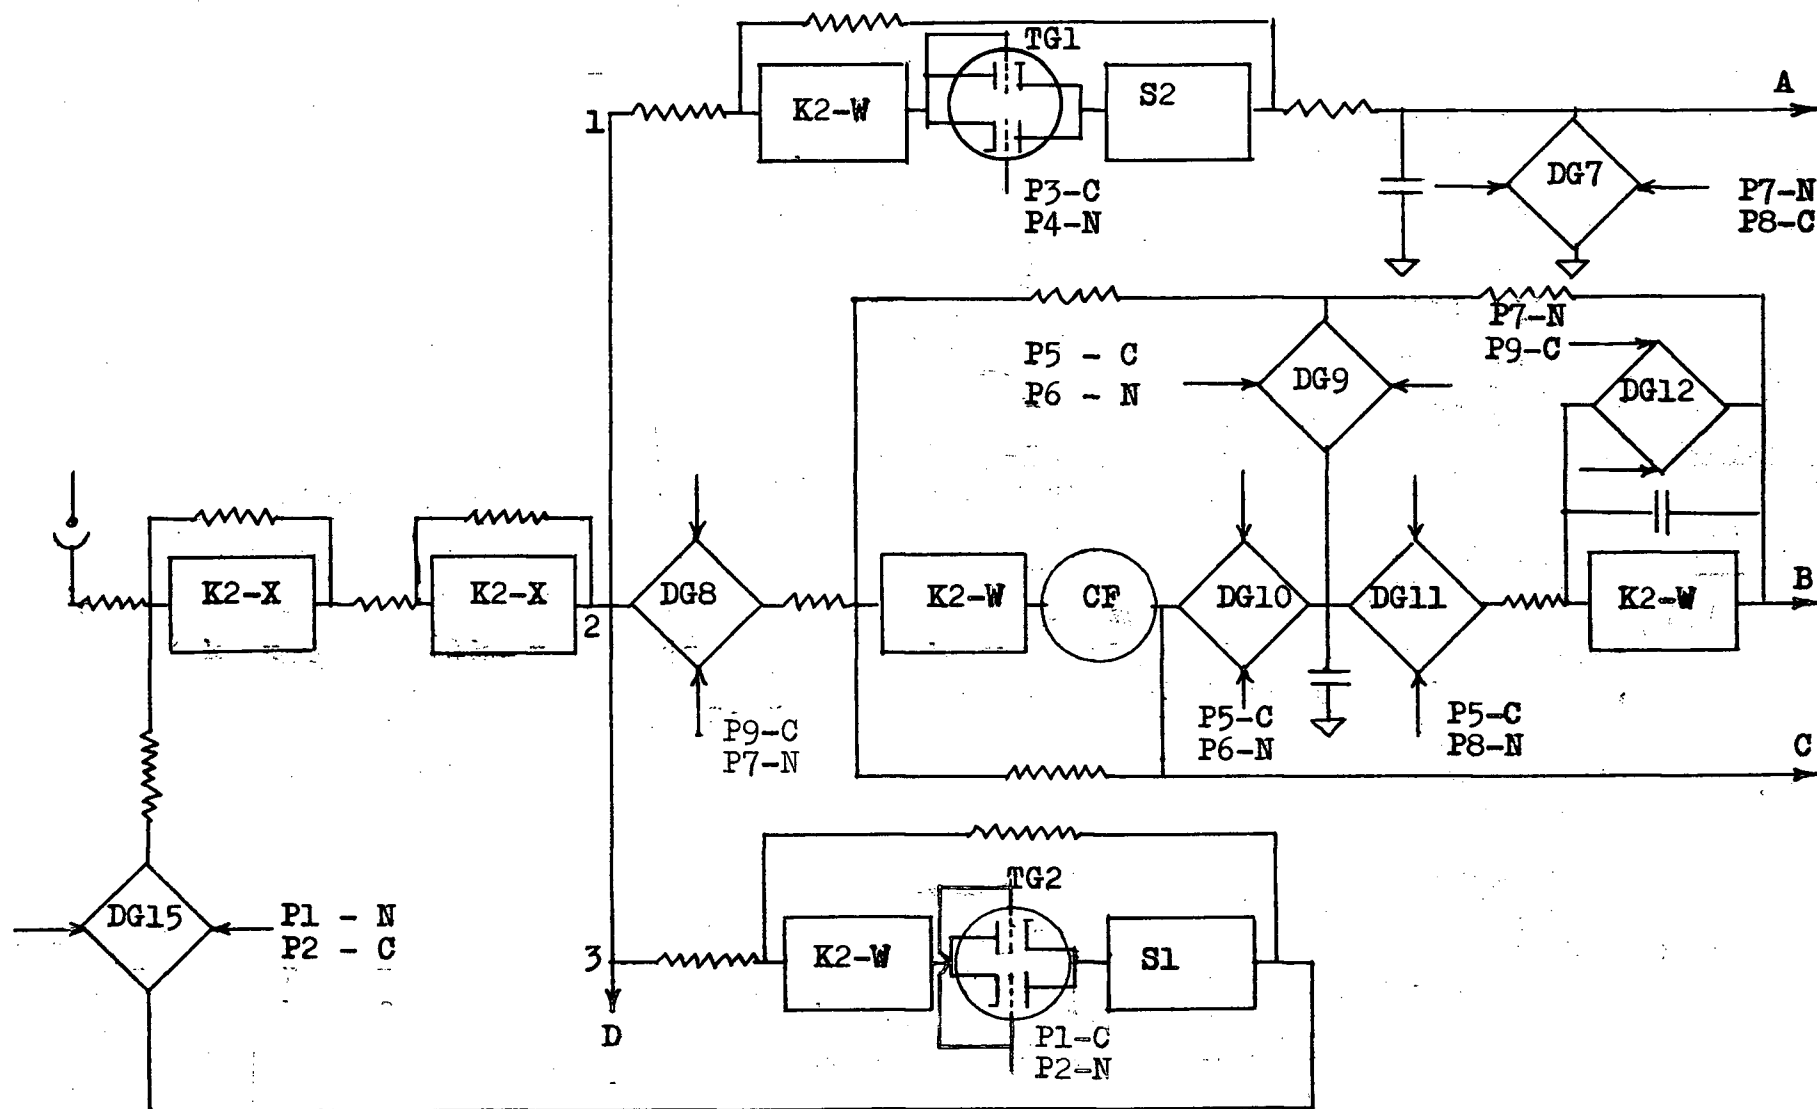 TG1
A
1
K2-W
S2
DG7
P3-C
P4-N
P7-N
P8-C
P7-N
P9-C
P5 - C
P6 - N
DG9
DG12
K2-X
K2-X
2
DG8
K2-W
CF
DG10
DG11
K2-W
B
P9-C
P7-N
P5-C
P6-N
P5-C
P8-N
C
TG2
DG15
P1 - N
P2 - C
3
K2-W
S1
D
P1-C
P2-N